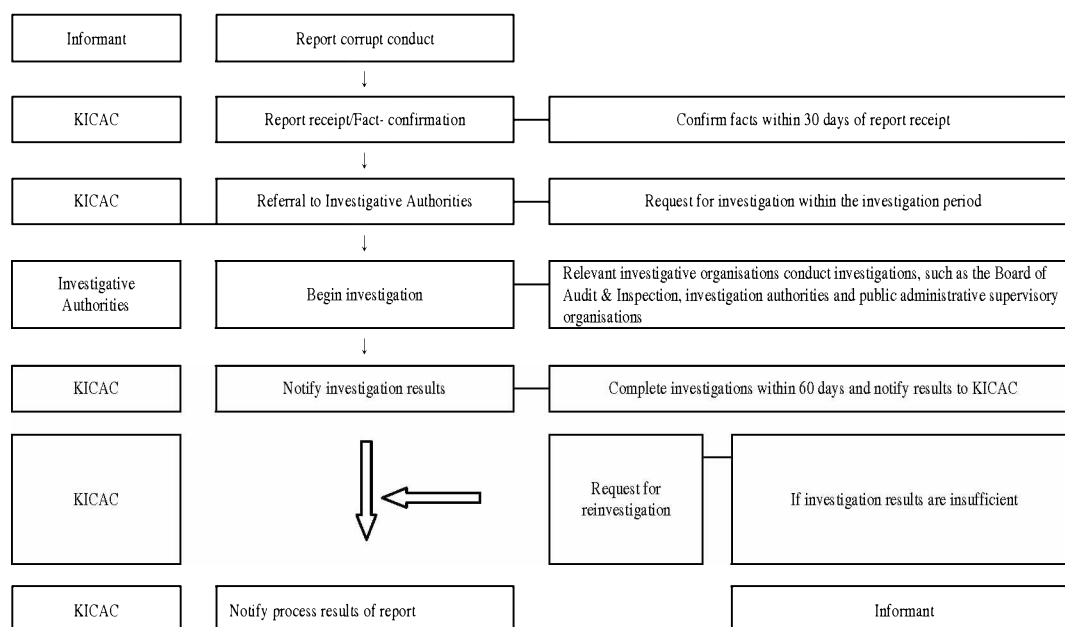 Informant
Report corrupt conduct
↓
KICAC
Report receipt/Fact- confirmation
Confirm facts within 30 days of report receipt
↓
KICAC
Referral to Investigative Authorities
Request for investigation within the investigation period
↓
Investigative
Authorities
Begin investigation
Relevant investigative organisations conduct investigations, such as the Board of
Audit & Inspection, investigation authorities and public administrative supervisory
organisations
↓
KICAC
Notify investigation results
Complete investigations within 60 days and notify results to KICAC
KICAC
Request for
reinvestigation
If investigation results are insufficient
KICAC
Notify process results of report
Informant